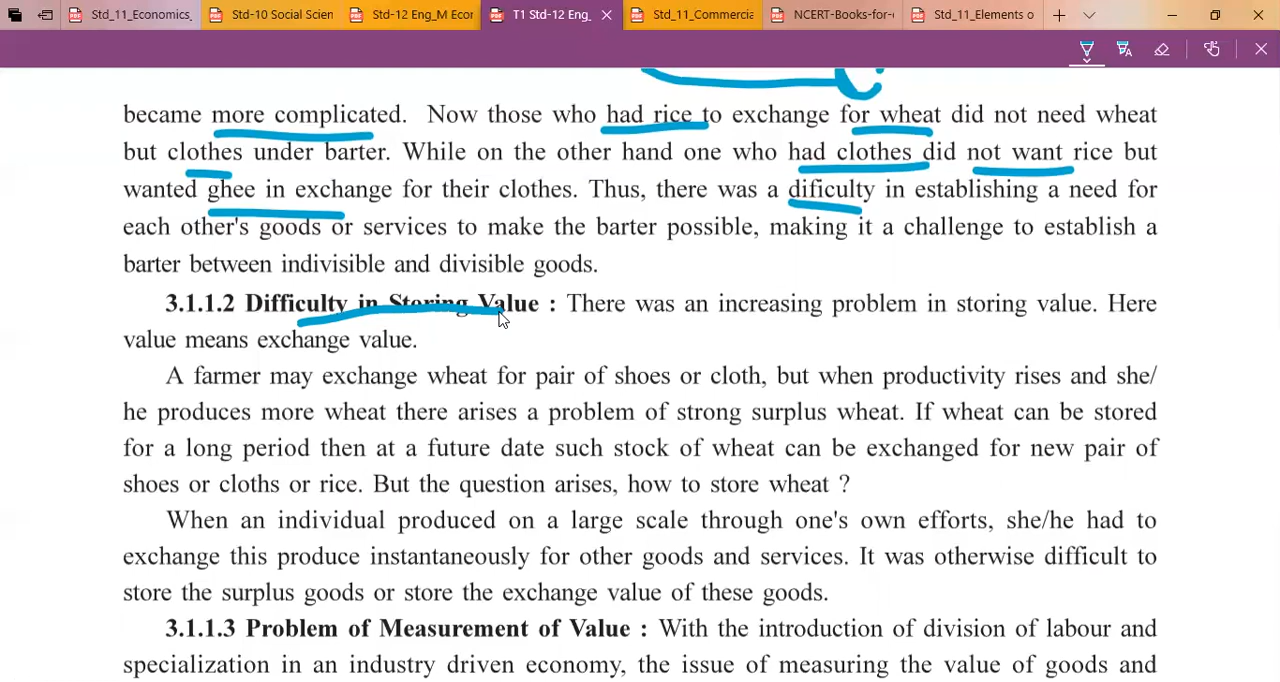 Std_11_Economics_
Std-10 Social Scien
Std-12 Eng_M Econ
T1 Std-12 Eng_
Std_11_Commercia
NCERT-Books-for-
Std_11_Elements o
became more complicated. Now those who had rice to exchange for wheat did not need wheat
but clothes under barter. While on the other hand one who had clothes did not want rice but
wanted ghee in exchange for their clothes. Thus, there was a dificulty in establishing a need for
each other's goods or services to make the barter possible, making it a challenge to establish a
barter between indivisible and divisible goods.
3.1.1.2 Difficulty in Storing Value : There was an increasing problem in storing value. Here
value means exchange value.
A farmer may exchange wheat for pair of shoes or cloth, but when productivity rises and she/
he produces more wheat there arises a problem of strong surplus wheat. If wheat can be stored
for a long period then at a future date such stock of wheat can be exchanged for new pair of
shoes or cloths or rice. But the question arises, how to store wheat ?
When an individual produced on a large scale through one's own efforts, she/he had to
exchange this produce instantaneously for other goods and services. It was otherwise difficult to
store the surplus goods or store the exchange value of these goods.
3.1.1.3 Problem of Measurement of Value : With the introduction of division of labour and
specialization in an industry driven economy, the issue of measuring the value of goods and